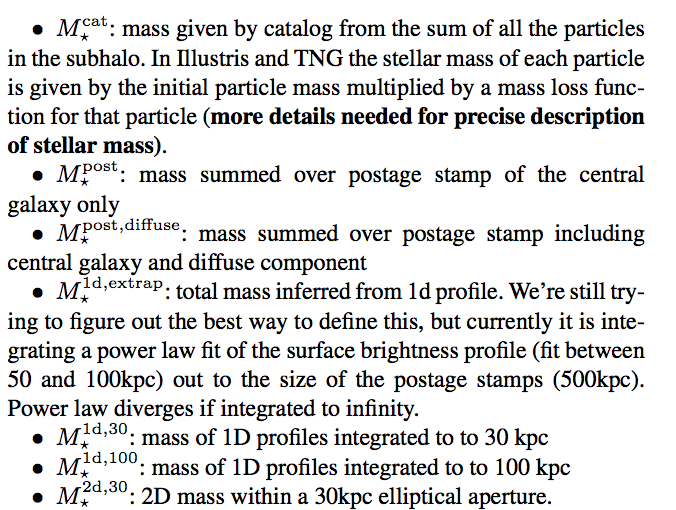 • M⋆^cat: mass given by catalog from the sum of all the particles
in the subhalo. In Illustris and TNG the stellar mass of each particle
is given by the initial particle mass multiplied by a mass loss func-
tion for that particle (more details needed for precise description
of stellar mass).
• M⋆^post: mass summed over postage stamp of the central
galaxy only
• M⋆^post,diffuse: mass summed over postage stamp including
central galaxy and diffuse component
• M⋆^1d,extrap: total mass inferred from 1d profile. We're still try-
ing to figure out the best way to define this, but currently it is inte-
grating a power law fit of the surface brightness profile (fit between
50 and 100kpc) out to the size of the postage stamps (500kpc).
Power law diverges if integrated to infinity.
• M⋆^1d,30: mass of 1D profiles integrated to to 30 kpc
• M⋆^1d,100: mass of 1D profiles integrated to to 100 kpc
• M⋆^2d,30: 2D mass within a 30kpc elliptical aperture.